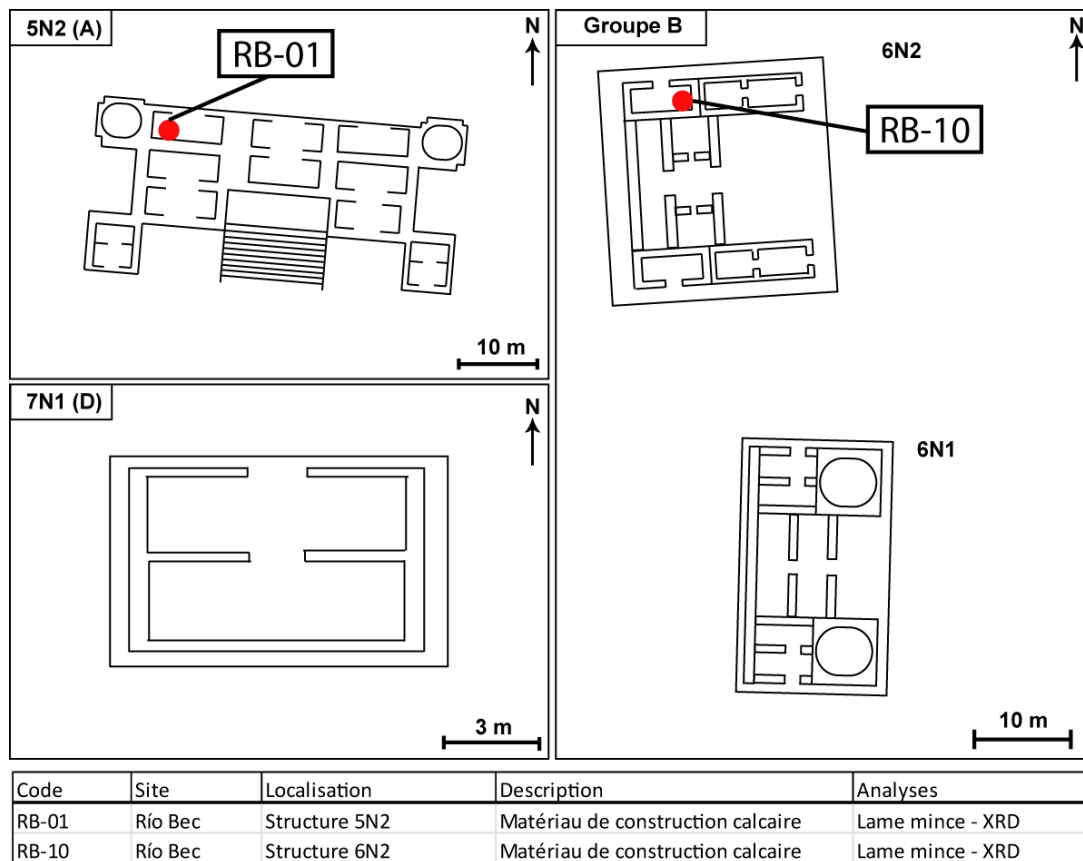 5N2 (A)
N
RB-01
10 m
Groupe B
N
6N2
RB-10
7N1 (D)
N
3 m
6N1
10 m
Code Site Localisation Description Analyses
RB-01 Río Bec Structure 5N2 Matériau de construction calcaire Lame mince - XRD
RB-10 Río Bec Structure 6N2 Matériau de construction calcaire Lame mince - XRD